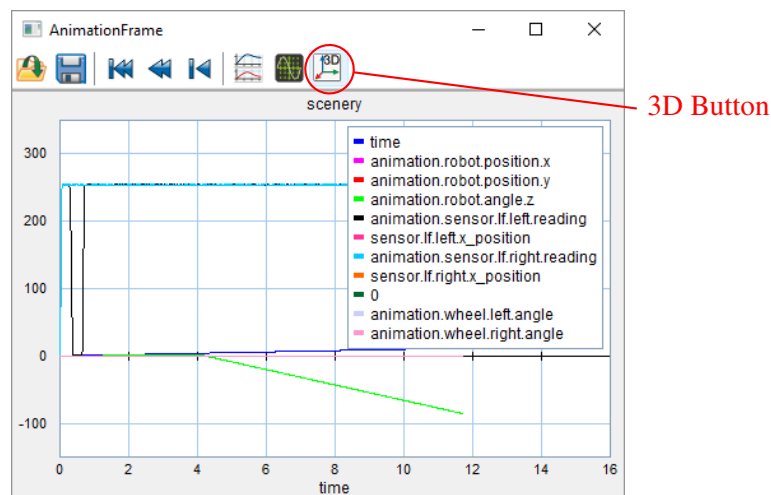 AnimationFrame
3D
3D Button
scenery
time
animation.robot.position.x
animation.robot.position.y
animation.robot.angle.z
animation.sensor.lf.left.reading
sensor.lf.left.x_position
animation.sensor.lf.right.reading
sensor.lf.right.x_position
0
animation.wheel.left.angle
animation.wheel.right.angle
300
200
100
0
-100
0 2 4 6 8 10 12 14 16
time